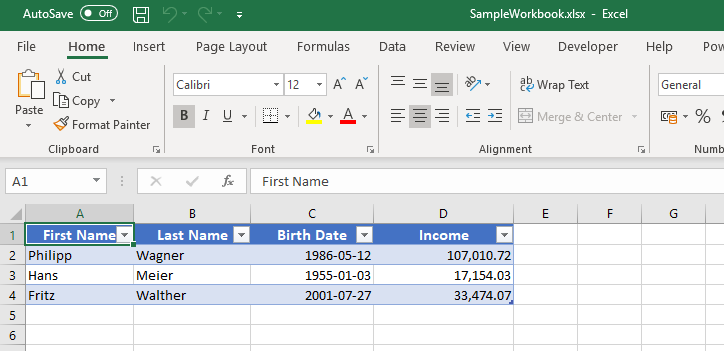 AutoSave Off SampleWorkbook.xlsx - Excel
File Home Insert Page Layout Formulas Data Review View Developer Help
Paste
Cut
Copy
Format Painter
Clipboard
Calibri 12 A A
B I U A
Font
ab Wrap Text
Merge & Center
Alignment
General
%
A1 fx First Name
A B C D E F G
1 First Name Last Name Birth Date Income
2 Philipp Wagner 1986-05-12 107,010.72
3 Hans Meier 1955-01-03 17,154.03
4 Fritz Walther 2001-07-27 33,474.07
5
6